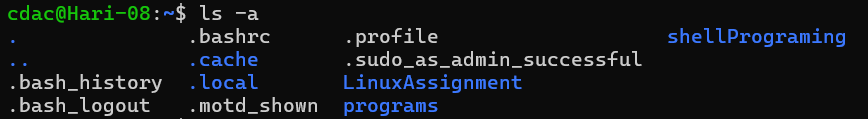 cdac@Hari-08:~$ ls -a
. .bashrc .profile shellPrograming
.. .cache .sudo_as_admin_successful
.bash_history .local LinuxAssignment
.bash_logout .motd_shown programs